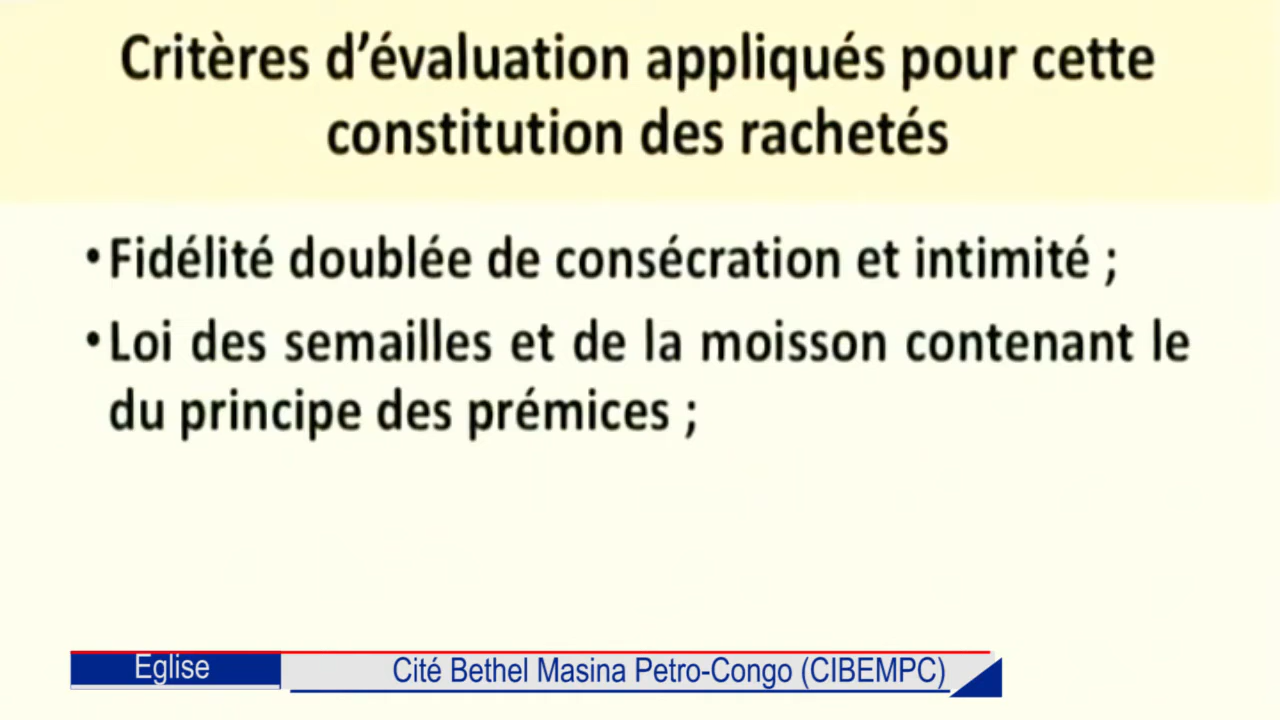 Critères d’évaluation appliqués pour cette
constitution des rachetés
• Fidélité doublée de consécration et intimité ;
• Loi des semailles et de la moisson contenant le
du principe des prémices ;
Eglise
Cité Bethel Masina Petro-Congo (CIBEMPC)